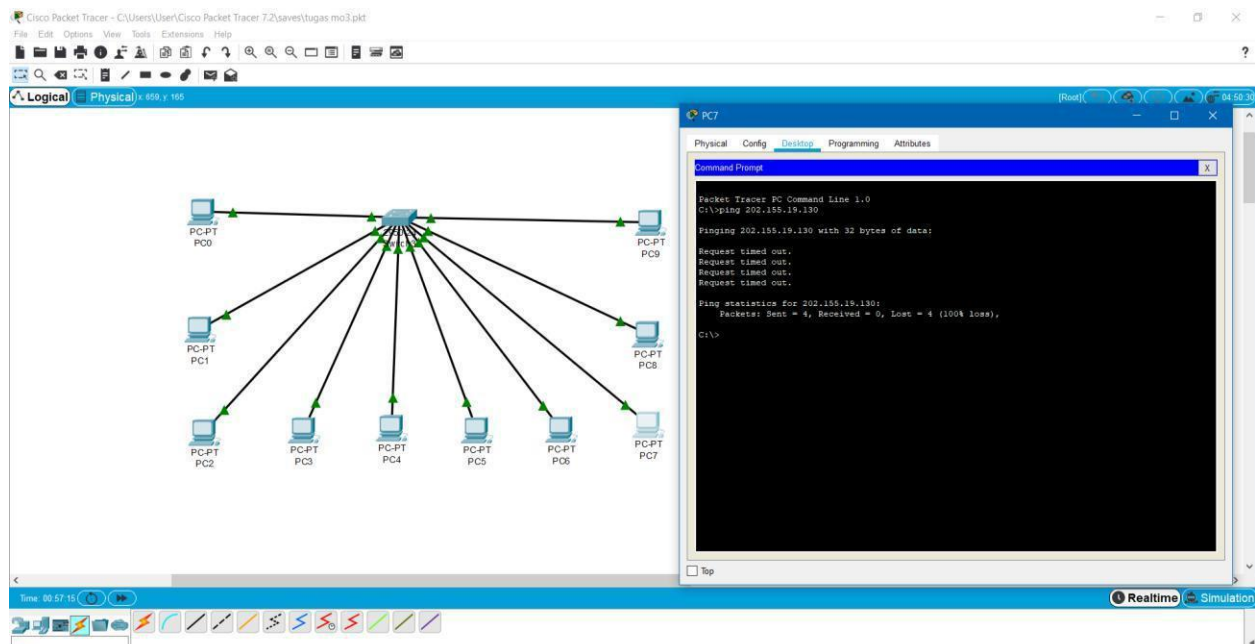 Cisco Packet Tracer - C:\Users\User\Cisco Packet Tracer 7.2\saves\tugas mo3.pkt
File Edit Options View Tools Extensions Help
?
Logical Physical x: 659, y: 165
[Root] 04:50:30
PC-PT
PC0
PC-PT
PC9
PC-PT
PC1
PC-PT
PC8
PC-PT
PC2
PC-PT
PC3
PC-PT
PC4
PC-PT
PC5
PC-PT
PC6
PC-PT
PC7
PC7
Physical Config Desktop Programming Attributes
Command Prompt X
Packet Tracer PC Command Line 1.0
C:\>ping 202.155.19.130
Pinging 202.155.19.130 with 32 bytes of data:
Request timed out.
Request timed out.
Request timed out.
Request timed out.
Ping statistics for 202.155.19.130:
Packets: Sent = 4, Received = 0, Lost = 4 (100% loss),
C:\>
Top
Time: 00:57:15
Realtime Simulation